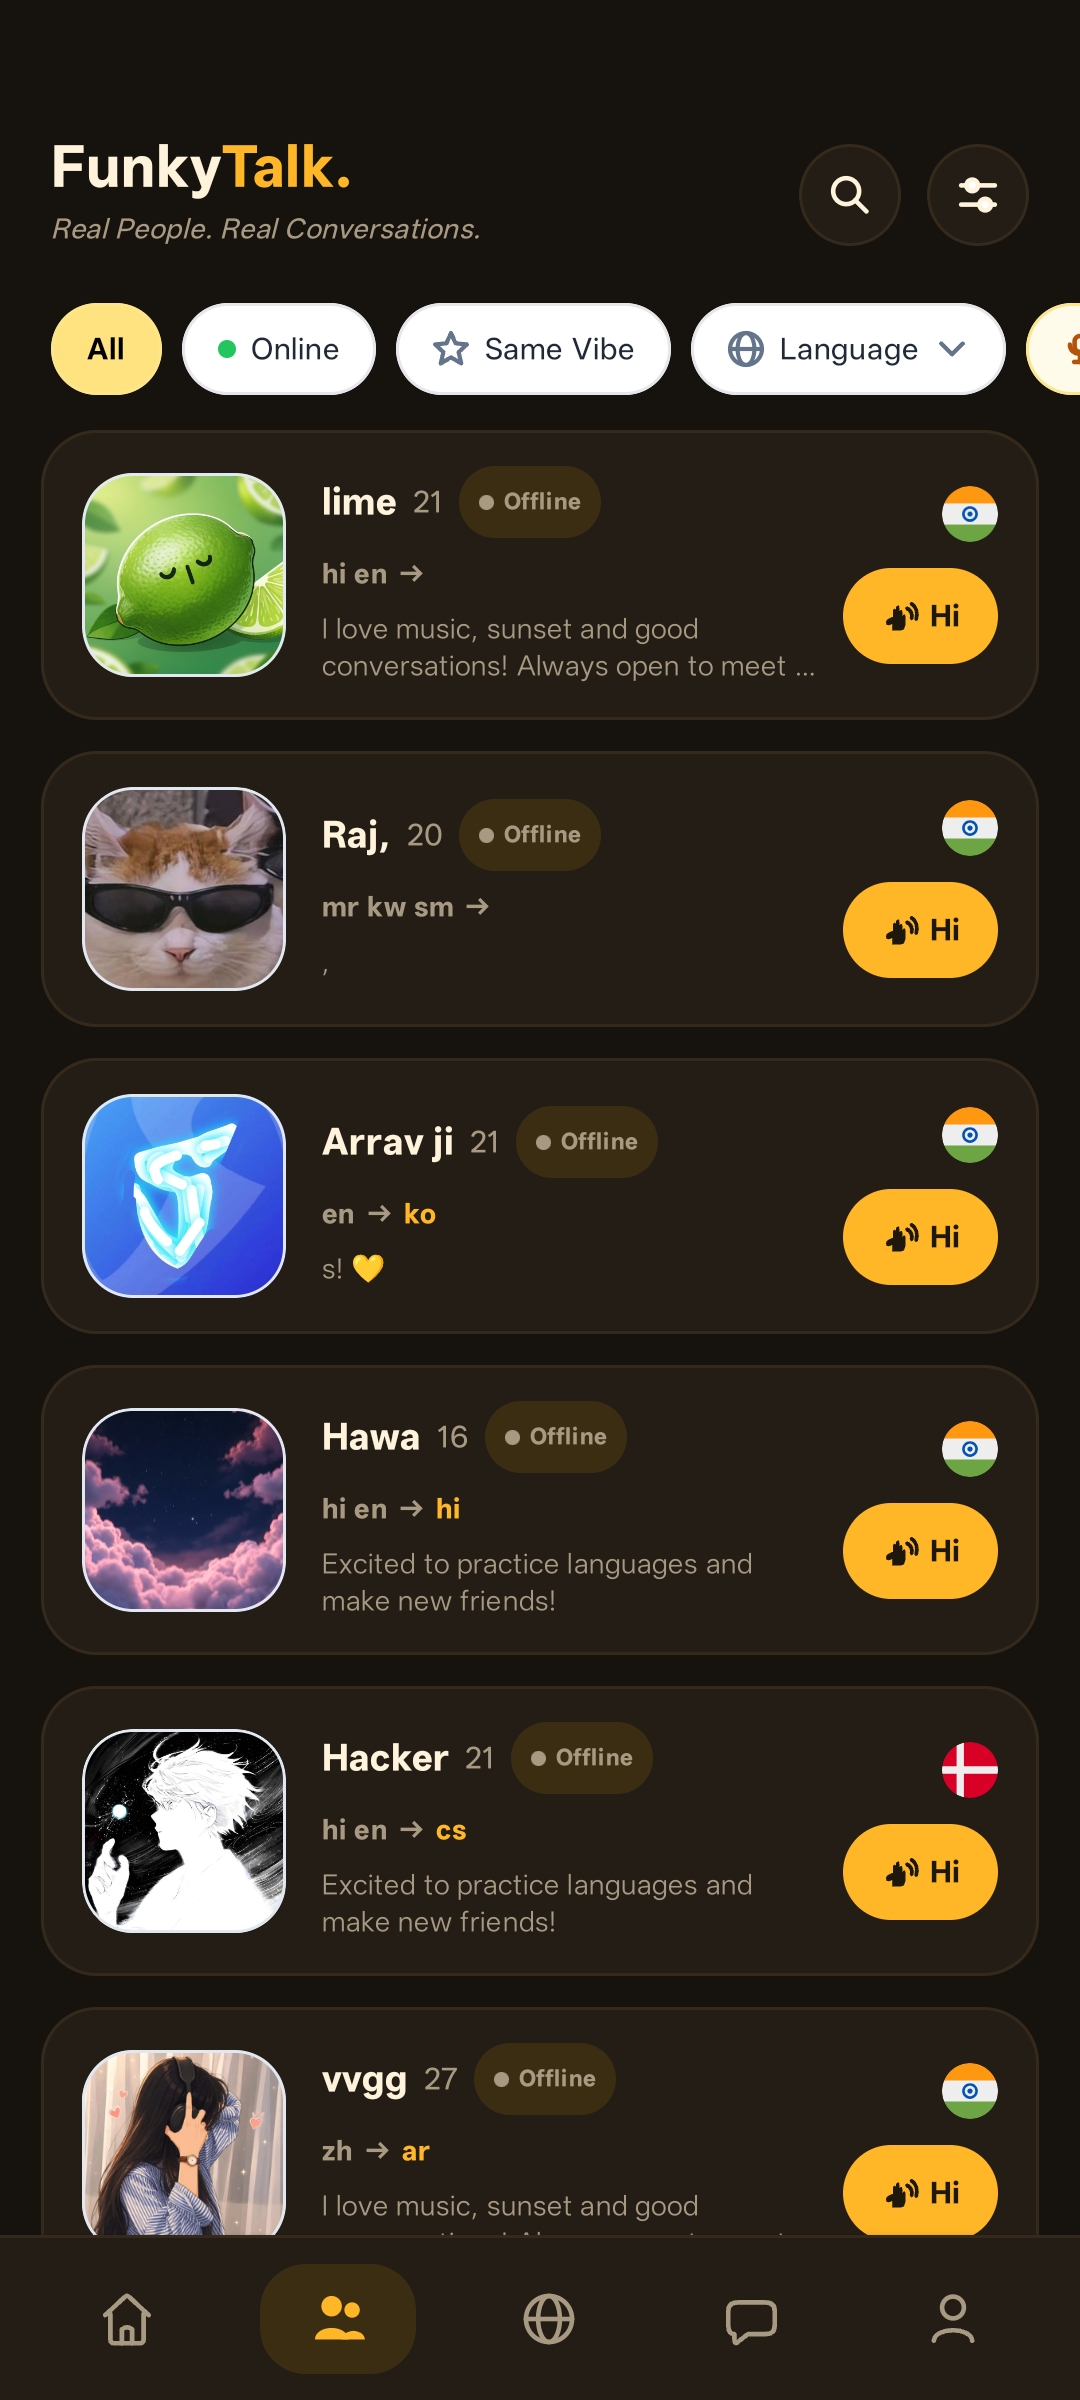 FunkyTalk.
Real People. Real Conversations.
All
Online
Same Vibe
Language
lime 21 Offline
hi en →
I love music, sunset and good
conversations! Always open to meet ...
Hi
Raj, 20 Offline
mr kw sm →
,
Hi
Arrav ji 21 Offline
en → ko
s! 💛
Hi
Hawa 16 Offline
hi en → hi
Excited to practice languages and
make new friends!
Hi
Hacker 21 Offline
hi en → cs
Excited to practice languages and
make new friends!
Hi
vvgg 27 Offline
zh → ar
I love music, sunset and good
Hi